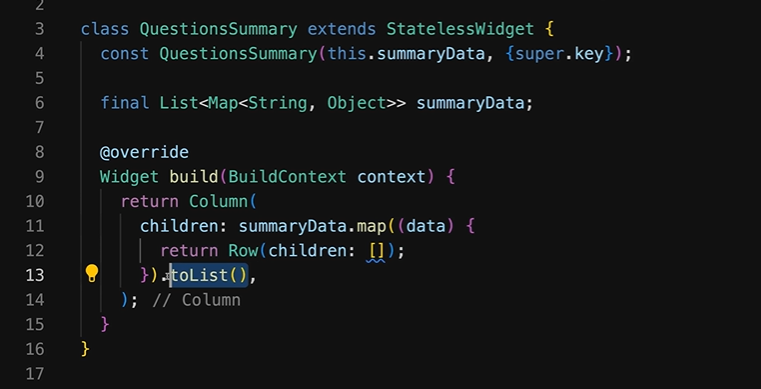 2
3 class QuestionsSummary extends StatelessWidget {
4 const QuestionsSummary(this.summaryData, {super.key});
5
6 final List<Map<String, Object>> summaryData;
7
8 @override
9 Widget build(BuildContext context) {
10 return Column(
11 children: summaryData.map((data) {
12 return Row(children: []);
13 }).toList(),
14 ); // Column
15 }
16 }
17